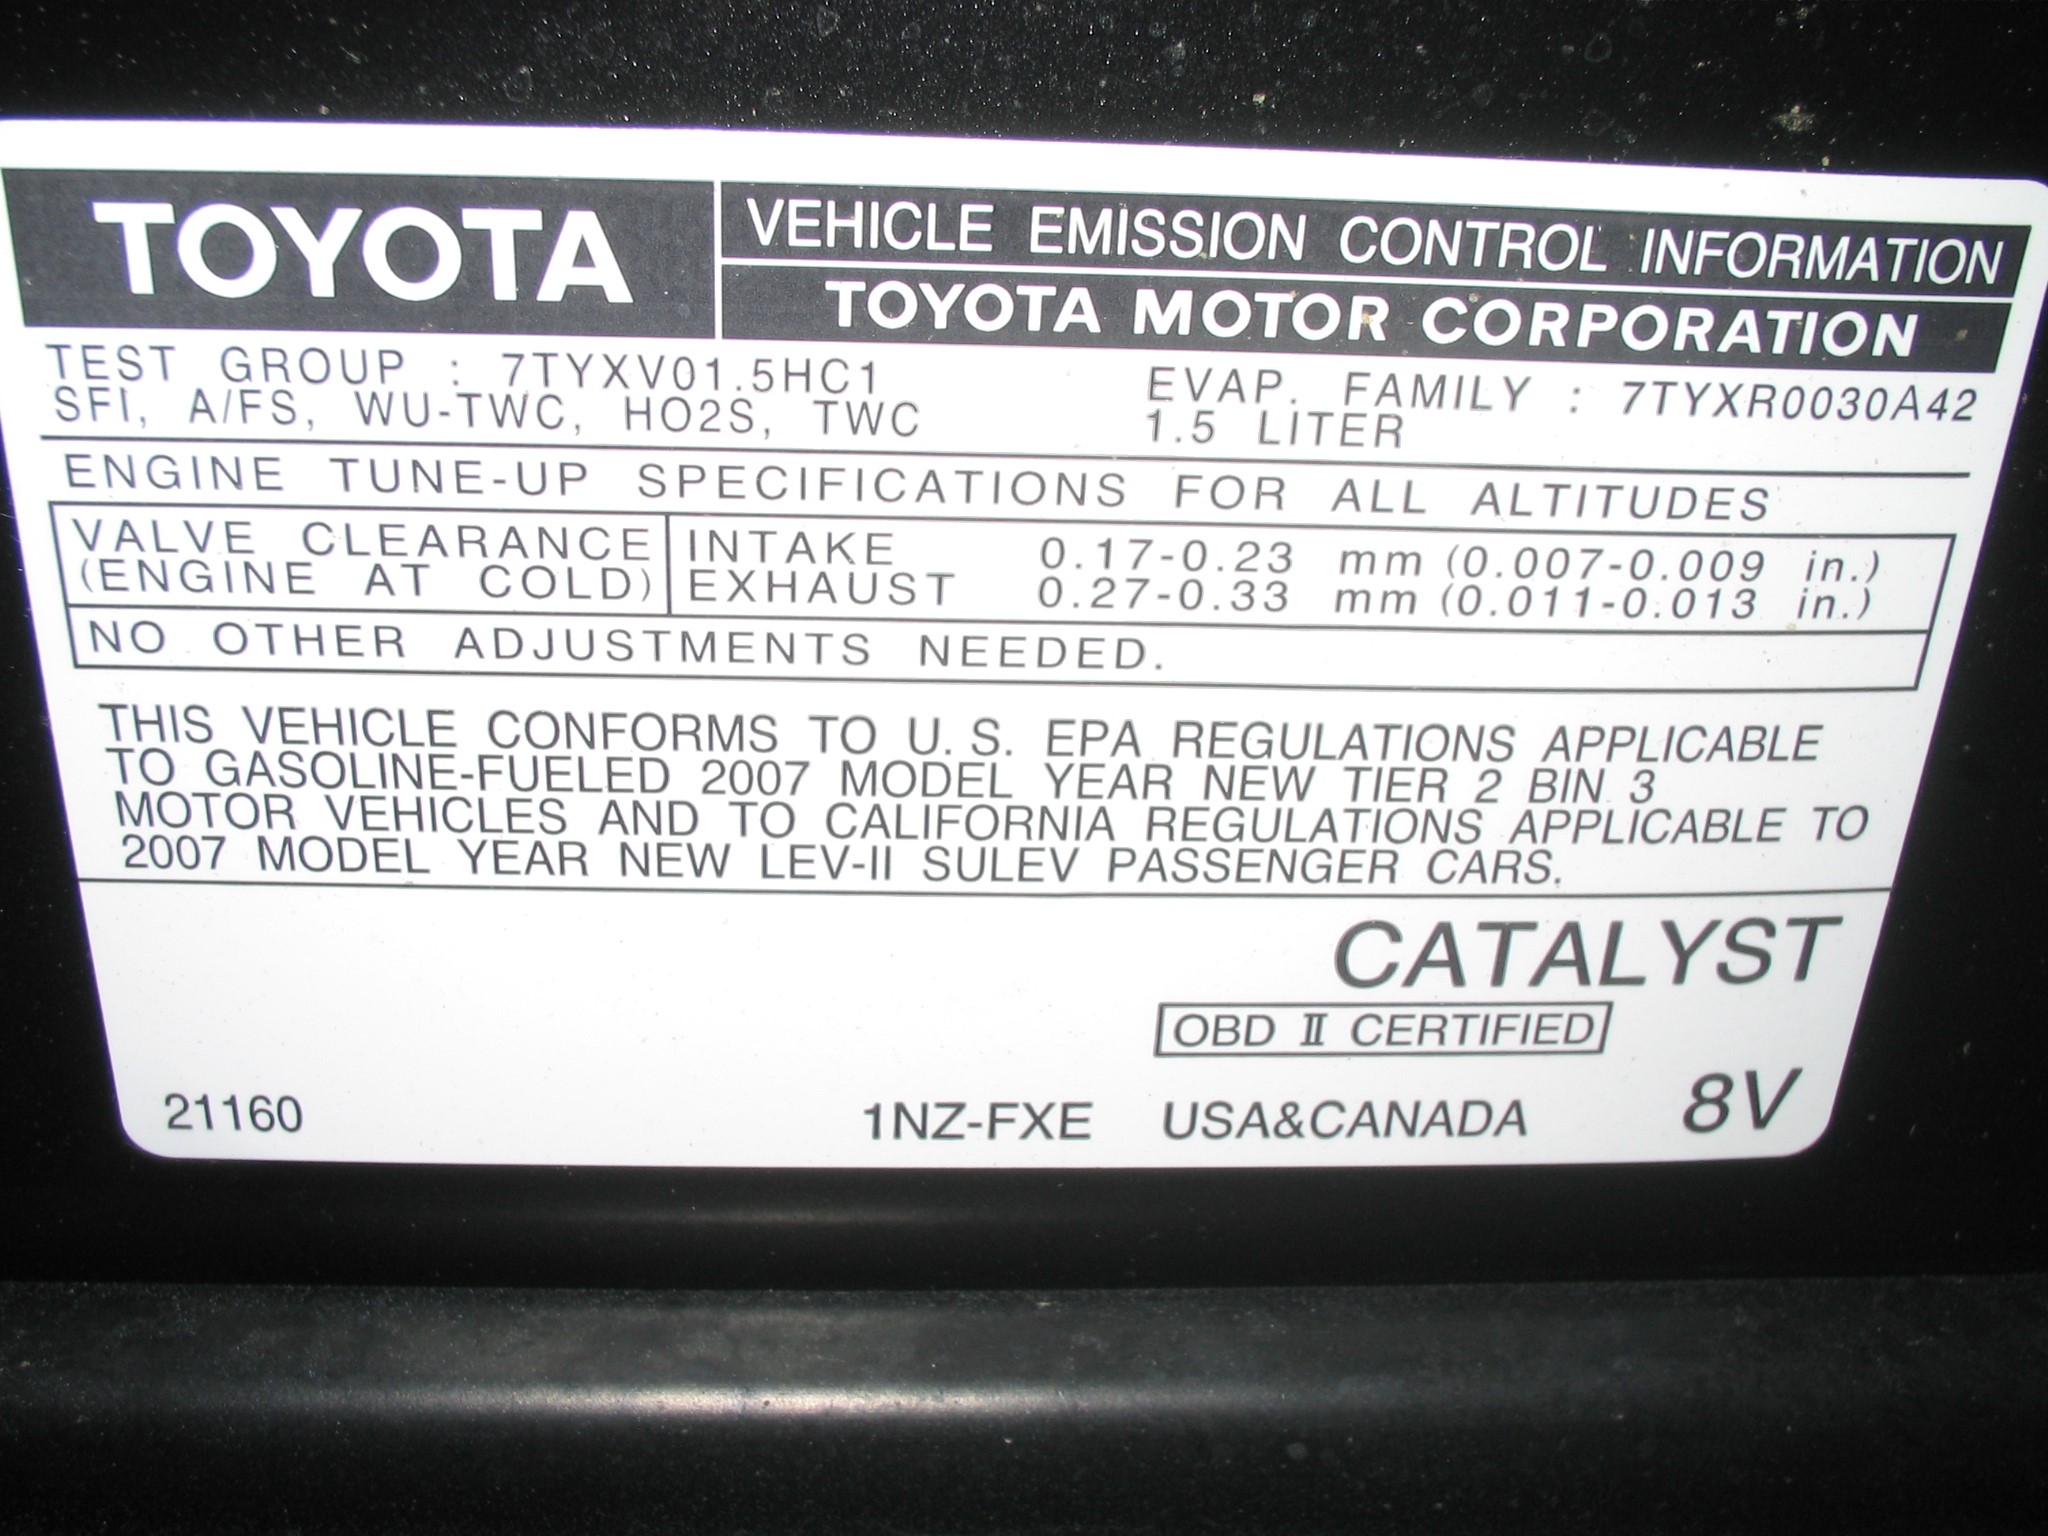 TOYOTA
VEHICLE EMISSION CONTROL INFORMATION
TOYOTA MOTOR CORPORATION
TEST GROUP : 7TYXV01.5HC1 EVAP. FAMILY : 7TYXR0030A42
SFI, A/FS, WU-TWC, HO2S, TWC 1.5 LITER
ENGINE TUNE-UP SPECIFICATIONS FOR ALL ALTITUDES
VALVE CLEARANCE INTAKE 0.17-0.23 mm (0.007-0.009 in.)
(ENGINE AT COLD) EXHAUST 0.27-0.33 mm (0.011-0.013 in.)
NO OTHER ADJUSTMENTS NEEDED.
THIS VEHICLE CONFORMS TO U.S. EPA REGULATIONS APPLICABLE
TO GASOLINE-FUELED 2007 MODEL YEAR NEW TIER 2 BIN 3
MOTOR VEHICLES AND TO CALIFORNIA REGULATIONS APPLICABLE TO
2007 MODEL YEAR NEW LEV-II SULEV PASSENGER CARS.
CATALYST
OBD II CERTIFIED
21160 1NZ-FXE USA&CANADA 8V